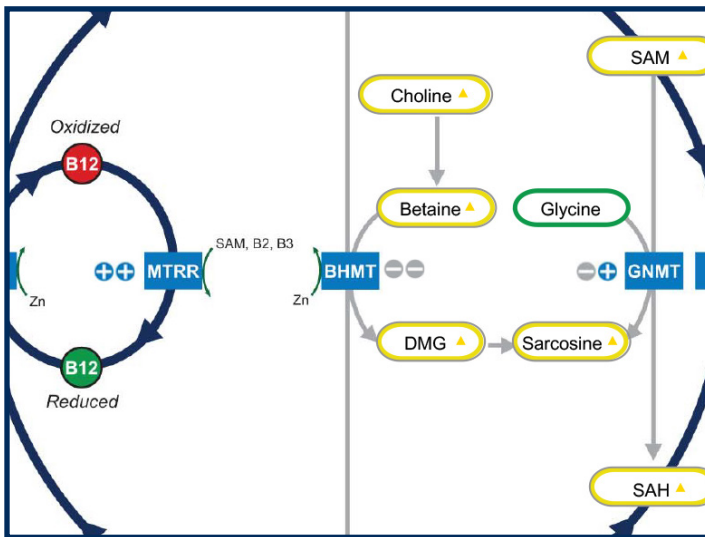 SAM
Choline
Oxidized
B12
Betaine
Glycine
SAM, B2, B3
MTRR
BHMT
GNMT
Zn
Zn
DMG
Sarcosine
B12
Reduced
SAH